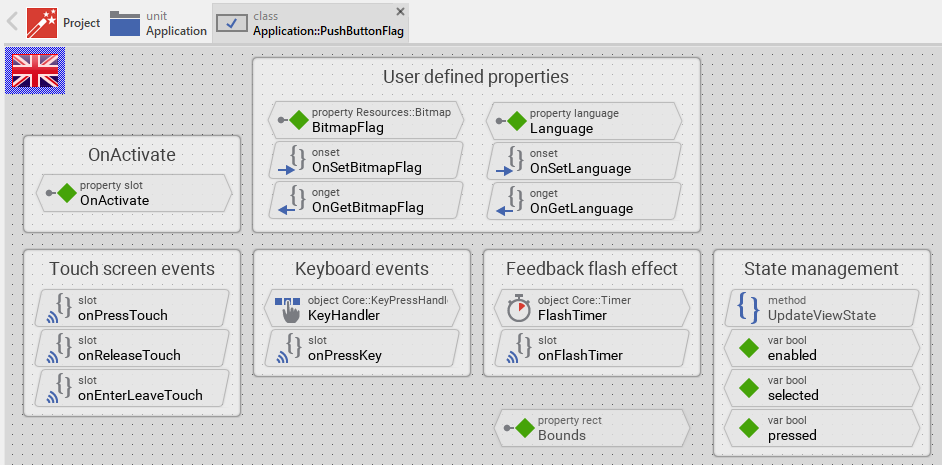 Project
unit
Application
class
Application::PushButtonFlag
User defined properties
property Resources::Bitmap
BitmapFlag
onset
OnSetBitmapFlag
onget
OnGetBitmapFlag
property language
Language
onset
OnSetLanguage
onget
OnGetLanguage
OnActivate
property slot
OnActivate
Touch screen events
slot
onPressTouch
slot
onReleaseTouch
slot
onEnterLeaveTouch
Keyboard events
object Core::KeyPressHandl
KeyHandler
slot
onPressKey
Feedback flash effect
object Core::Timer
FlashTimer
slot
onFlashTimer
property rect
Bounds
State management
method
UpdateViewState
var bool
enabled
var bool
selected
var bool
pressed